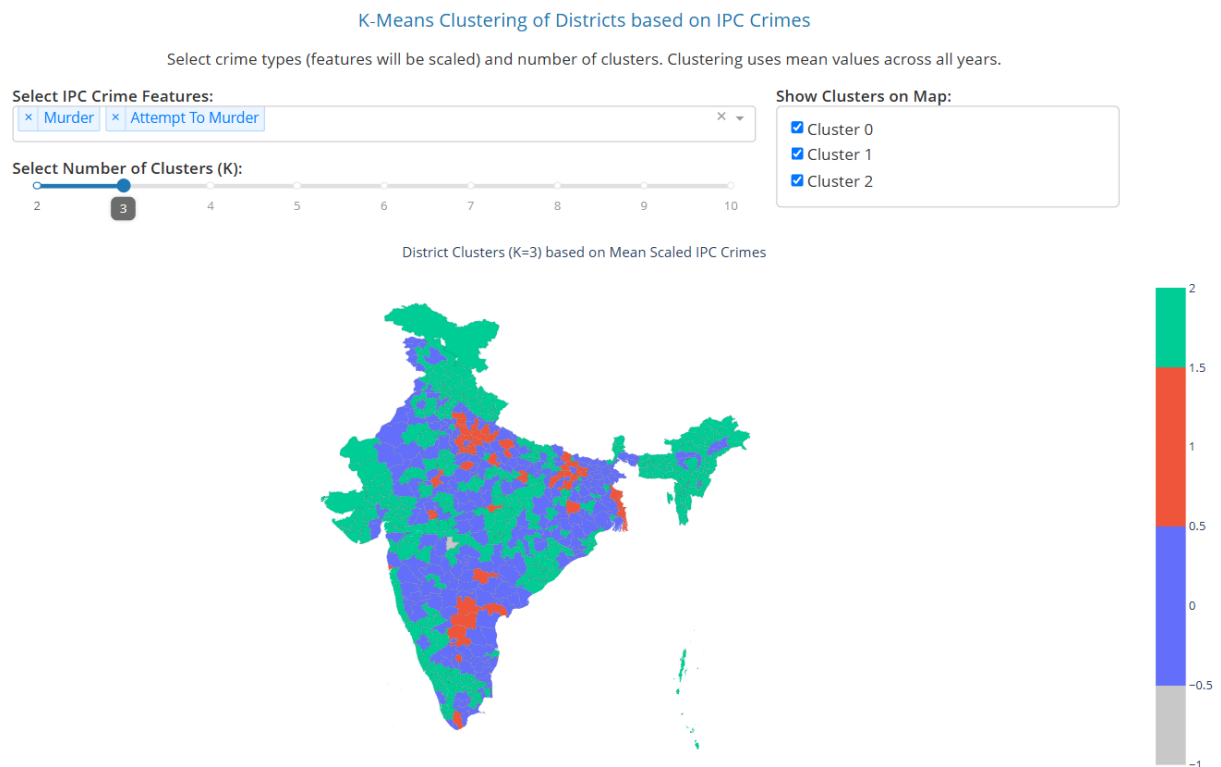 K-Means Clustering of Districts based on IPC Crimes
Select crime types (features will be scaled) and number of clusters. Clustering uses mean values across all years.
Select IPC Crime Features:
× Murder × Attempt To Murder ×
Select Number of Clusters (K):
2 3 4 5 6 7 8 9 10
Show Clusters on Map:
Cluster 0
Cluster 1
Cluster 2
District Clusters (K=3) based on Mean Scaled IPC Crimes
2
1.5
1
0.5
0
−0.5
−1